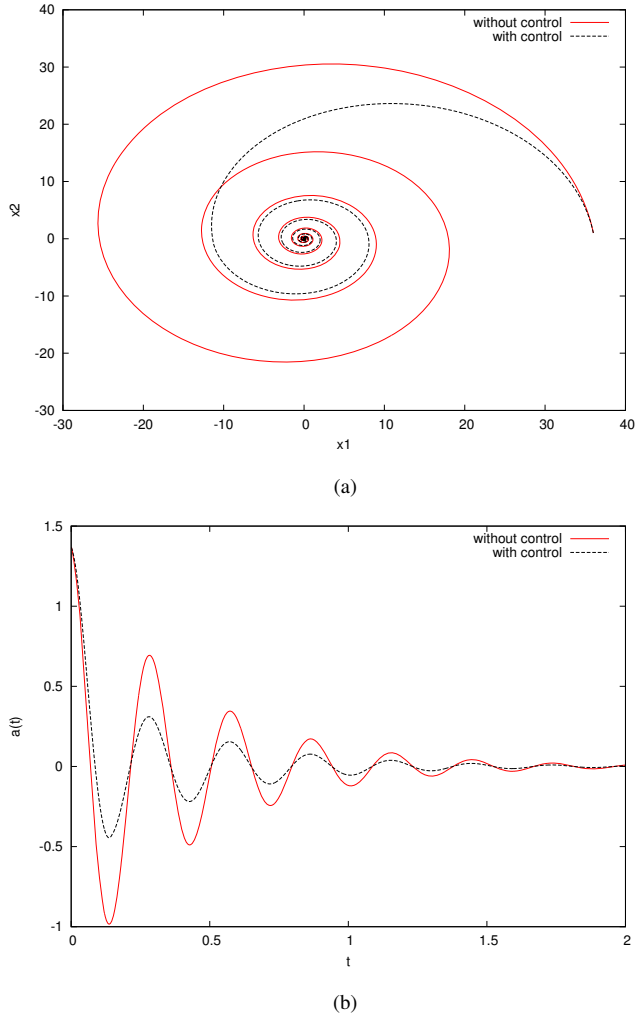 40
30
20
10
0
-10
-20
-30
-30 -20 -10 0 10 20 30 40
x2
x1
without control
with control
(a)
1.5
1
0.5
0
-0.5
-1
0 0.5 1 1.5 2
a(t)
t
without control
with control
(b)